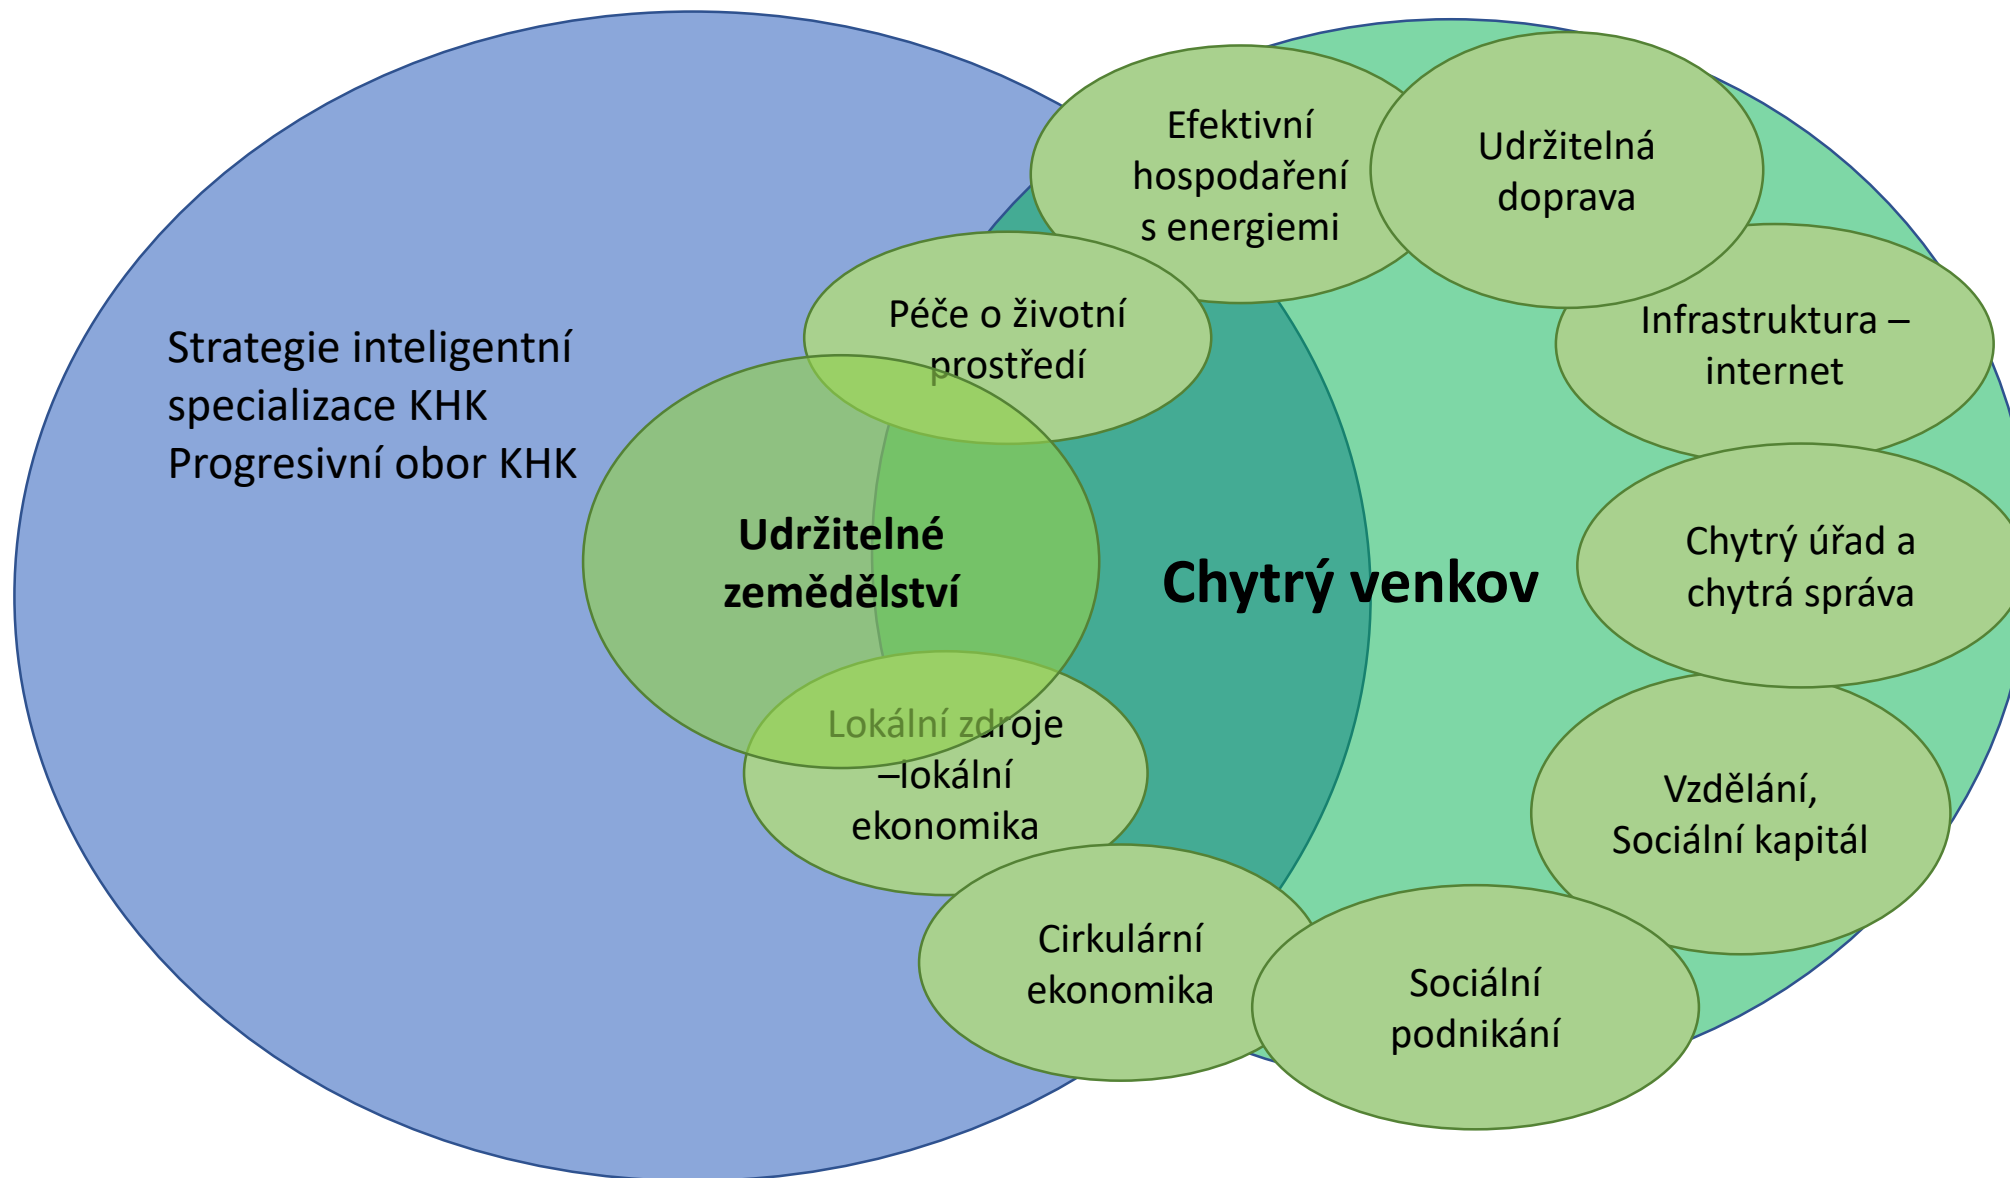 Strategie inteligentní
specializace KHK
Progresivní obor KHK
Efektivní
hospodaření
s energiemi
Udržitelná
doprava
Péče o životní
prostředí
Infrastruktura –
internet
Udržitelné
zemědělství
Chytrý venkov
Chytrý úřad a
chytrá správa
Lokální zdroje
–lokální
ekonomika
Vzdělání,
Sociální kapitál
Cirkulární
ekonomika
Sociální
podnikání